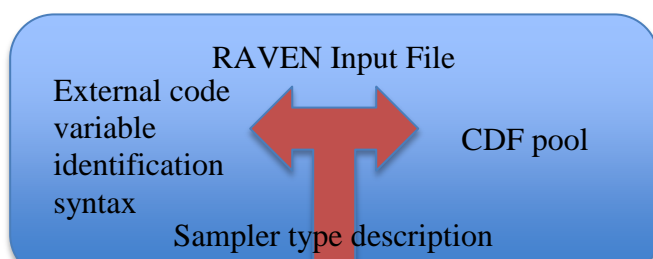 RAVEN Input File
External code
variable
identification
syntax
CDF pool
Sampler type description